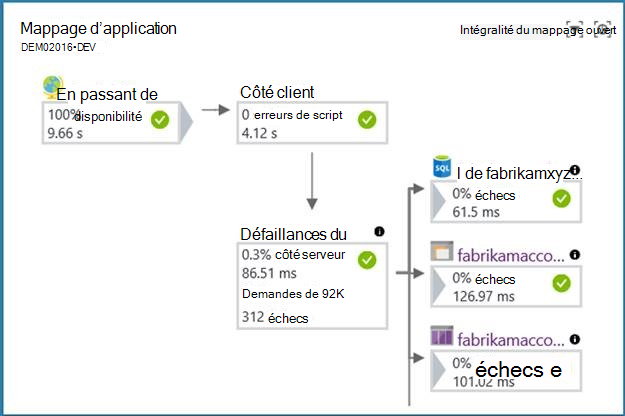 Mappage d’application
Intégralité du mappage ouvert
DEM02016•DEV
En passant de
100% disponibilité
9.66 s
Côté client
0 erreurs de script
4.12 s
Défaillances du
0.3% côté serveur
86.51 ms
Demandes de 92K
312 échecs
SQL
l de fabrikamxyz...
0% échecs
61.5 ms
fabrikamacco...
0% échecs
126.97 ms
fabrikamacco...
0% échecs e
101.02 ms